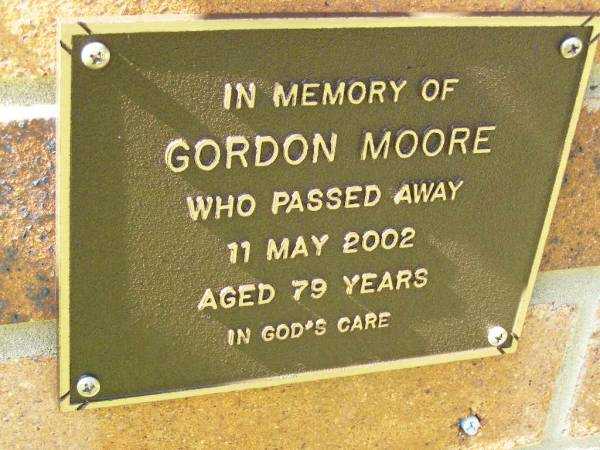 IN MEMORY OF
GORDON MOORE
WHO PASSED AWAY
11 MAY 2002
AGED 79 YEARS
IN GOD'S CARE